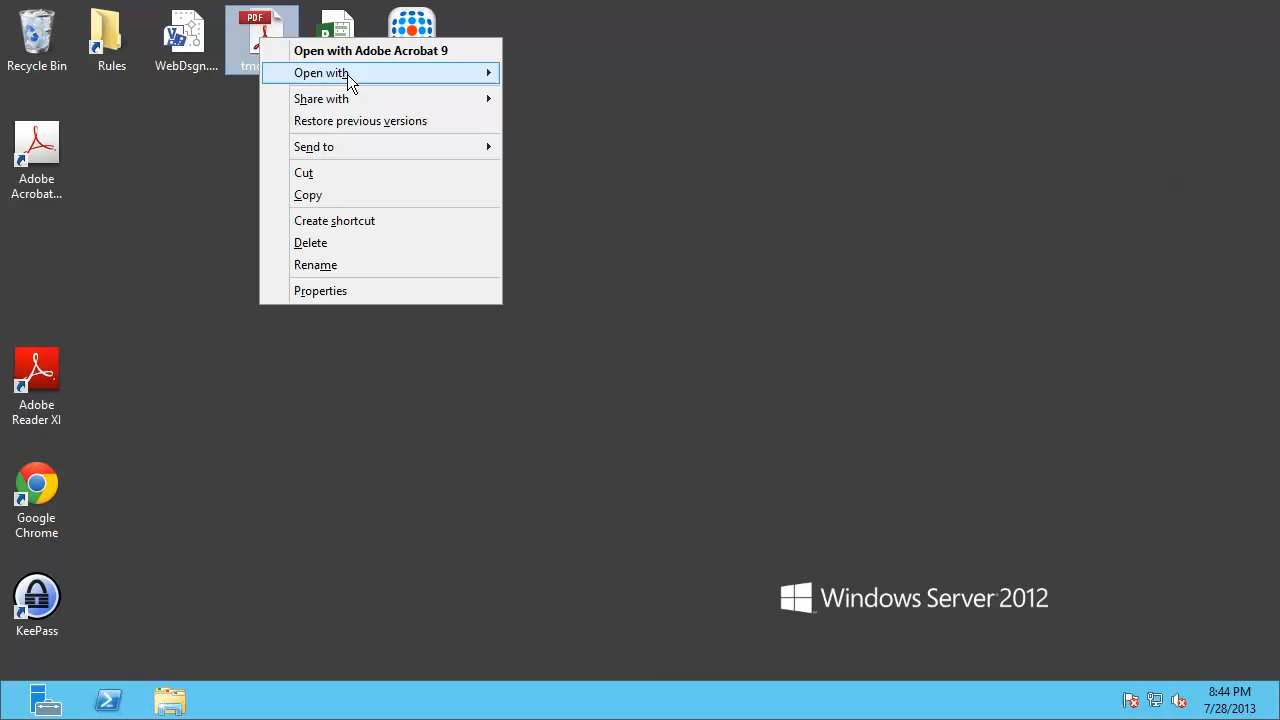 PDF
Recycle Bin
Rules
WebDsgn....
Open with Adobe Acrobat 9
Open with
Share with
Restore previous versions
Send to
Cut
Copy
Create shortcut
Delete
Rename
Properties
Adobe
Acrobat...
Adobe
Reader XI
Google
Chrome
KeePass
Windows Server 2012
8:44 PM
7/28/2013